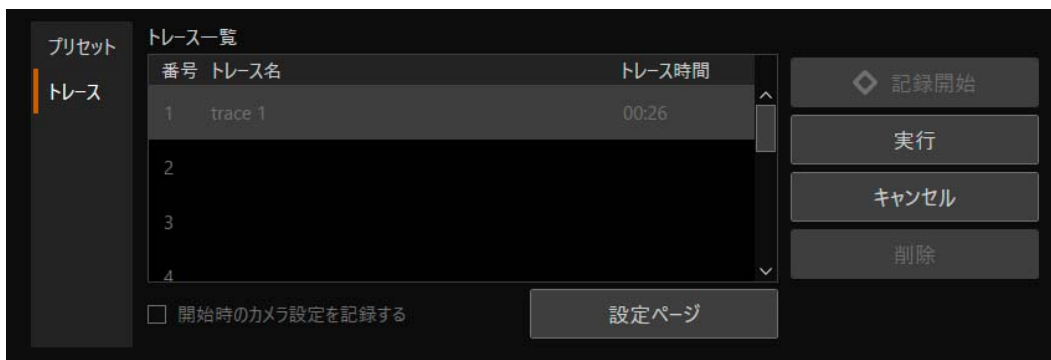 プリセット
トレース
トレース一覧
番号 トレース名 トレース時間
1 trace 1 00:26
2
3
4
開始時のカメラ設定を記録する
設定ページ
記録開始
実行
キャンセル
削除